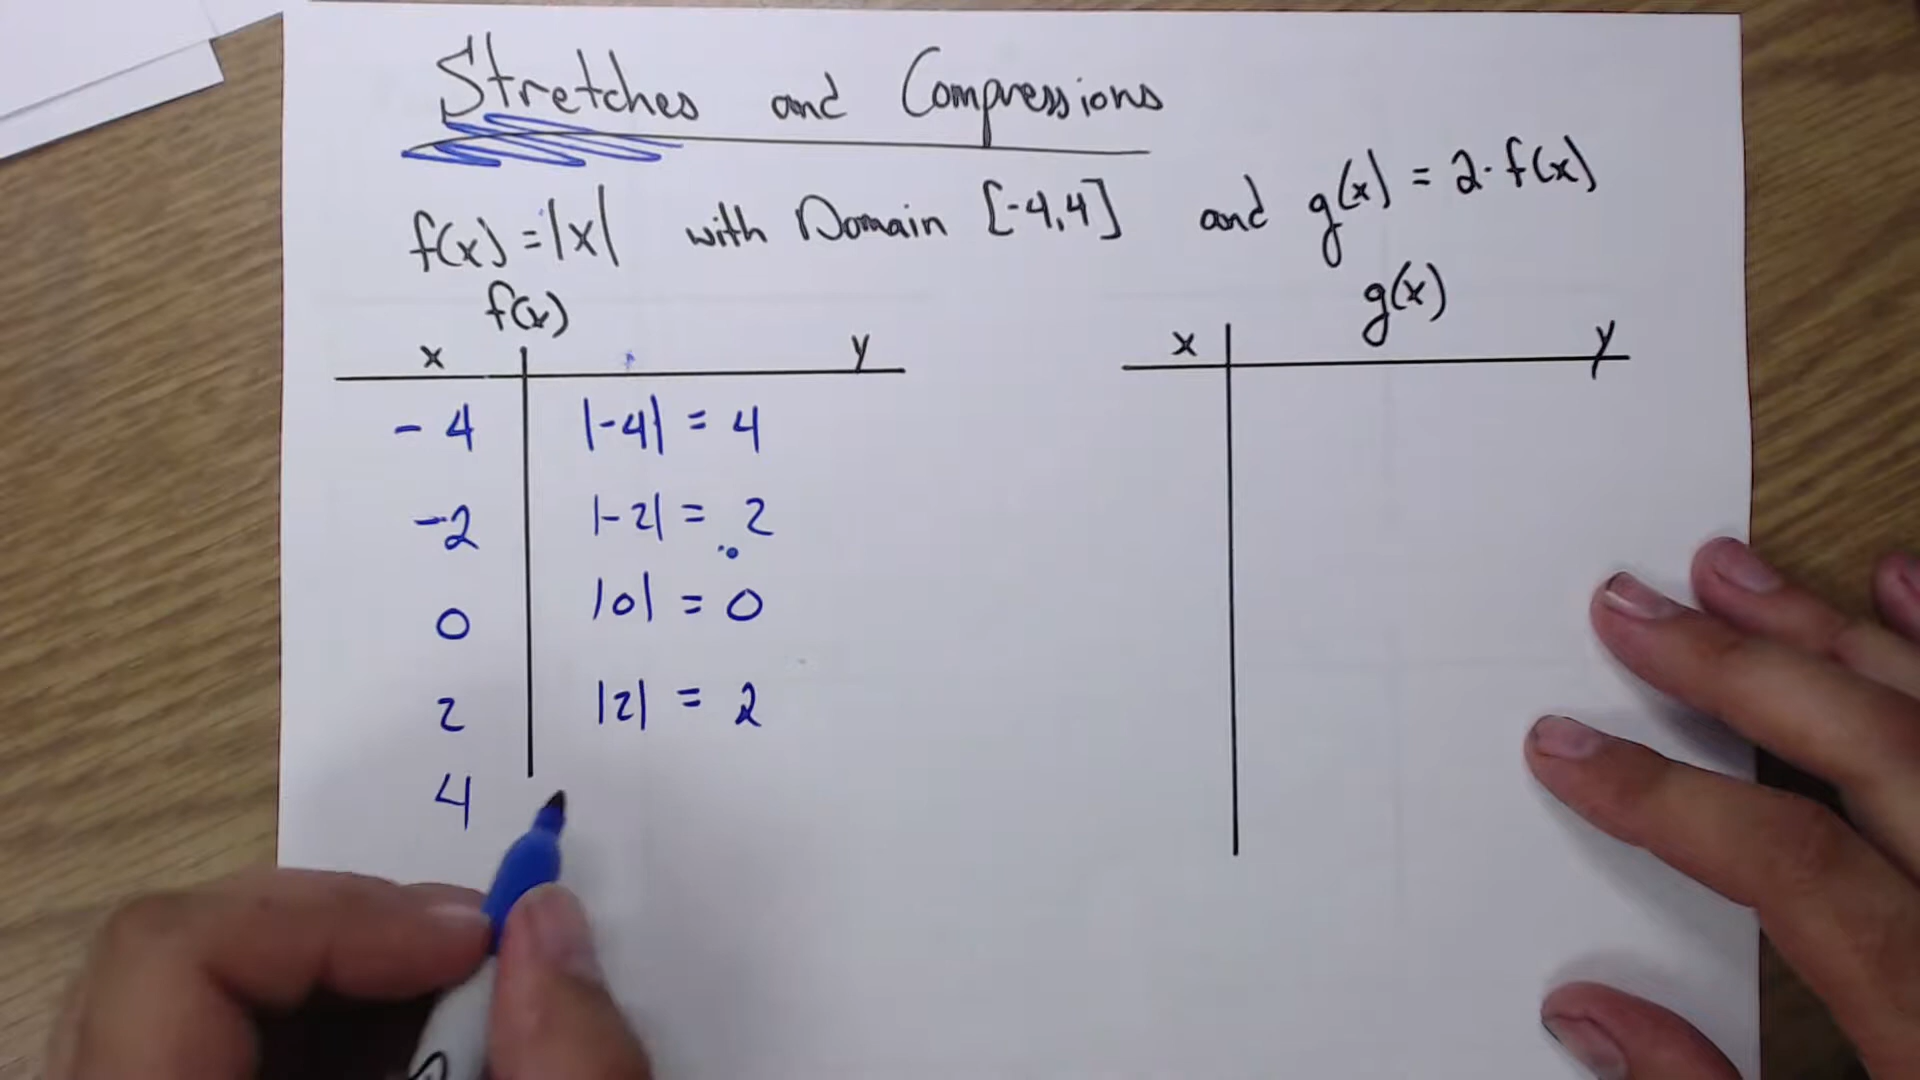 Stretches and Compressions
f(x) = |x| with Domain [-4,4] and g(x) = 2·f(x)
f(x) g(x)
x y x y
-4 |-4| = 4
-2 |-2| = 2
0 |0| = 0
2 |2| = 2
4